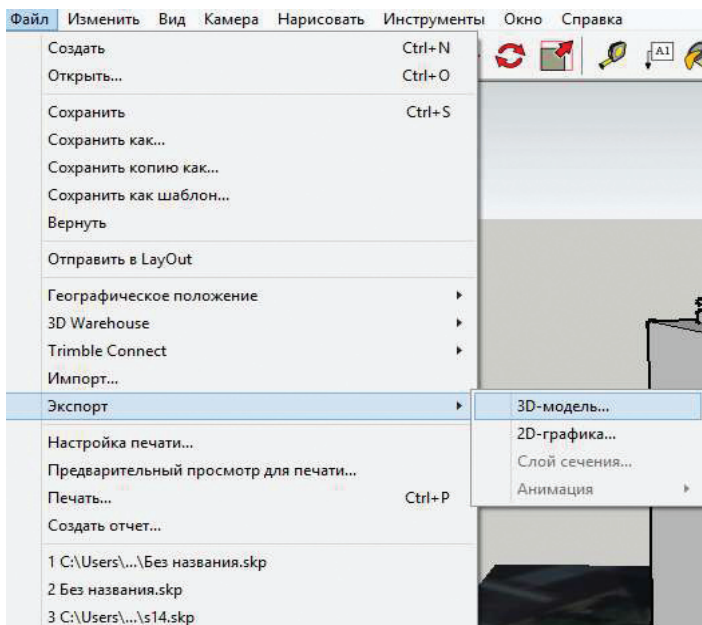 Файл Изменить Вид Камера Нарисовать Инструменты Окно Справка
Создать Ctrl+N
Открыть... Ctrl+O
A1
Сохранить Ctrl+S
Сохранить как...
Сохранить копию как...
Сохранить как шаблон...
Вернуть
Отправить в LayOut
Географическое положение
3D Warehouse
Trimble Connect
Импорт...
Экспорт
3D-модель...
2D-графика...
Слой сечения...
Анимация
Настройка печати...
Предварительный просмотр для печати...
Печать... Ctrl+P
Создать отчет...
1 C:\Users\...\Без названия.skp
2 Без названия.skp
3 C:\Users\...\s14.skp